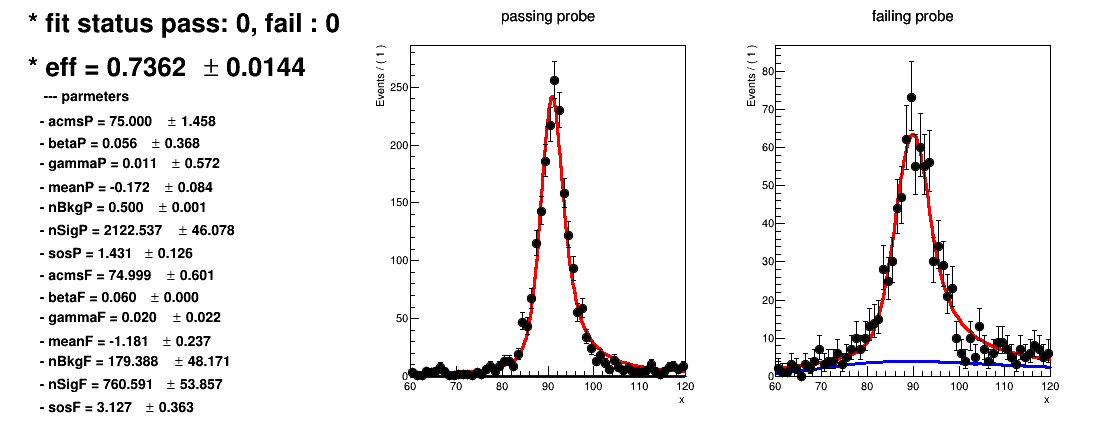 * fit status pass: 0, fail : 0
* eff = 0.7362 ± 0.0144
--- parmeters
- acmsP = 75.000 ± 1.458
- betaP = 0.056 ± 0.368
- gammaP = 0.011 ± 0.572
- meanP = -0.172 ± 0.084
- nBkgP = 0.500 ± 0.001
- nSigP = 2122.537 ± 46.078
- sosP = 1.431 ± 0.126
- acmsF = 74.999 ± 0.601
- betaF = 0.060 ± 0.000
- gammaF = 0.020 ± 0.022
- meanF = -1.181 ± 0.237
- nBkgF = 179.388 ± 48.171
- nSigF = 760.591 ± 53.857
- sosF = 3.127 ± 0.363
passing probe
Events / ( 1 )
250
200
150
100
50
0
60 70 80 90 100 110 120
x
failing probe
Events / ( 1 )
80
70
60
50
40
30
20
10
0
60 70 80 90 100 110 120
x